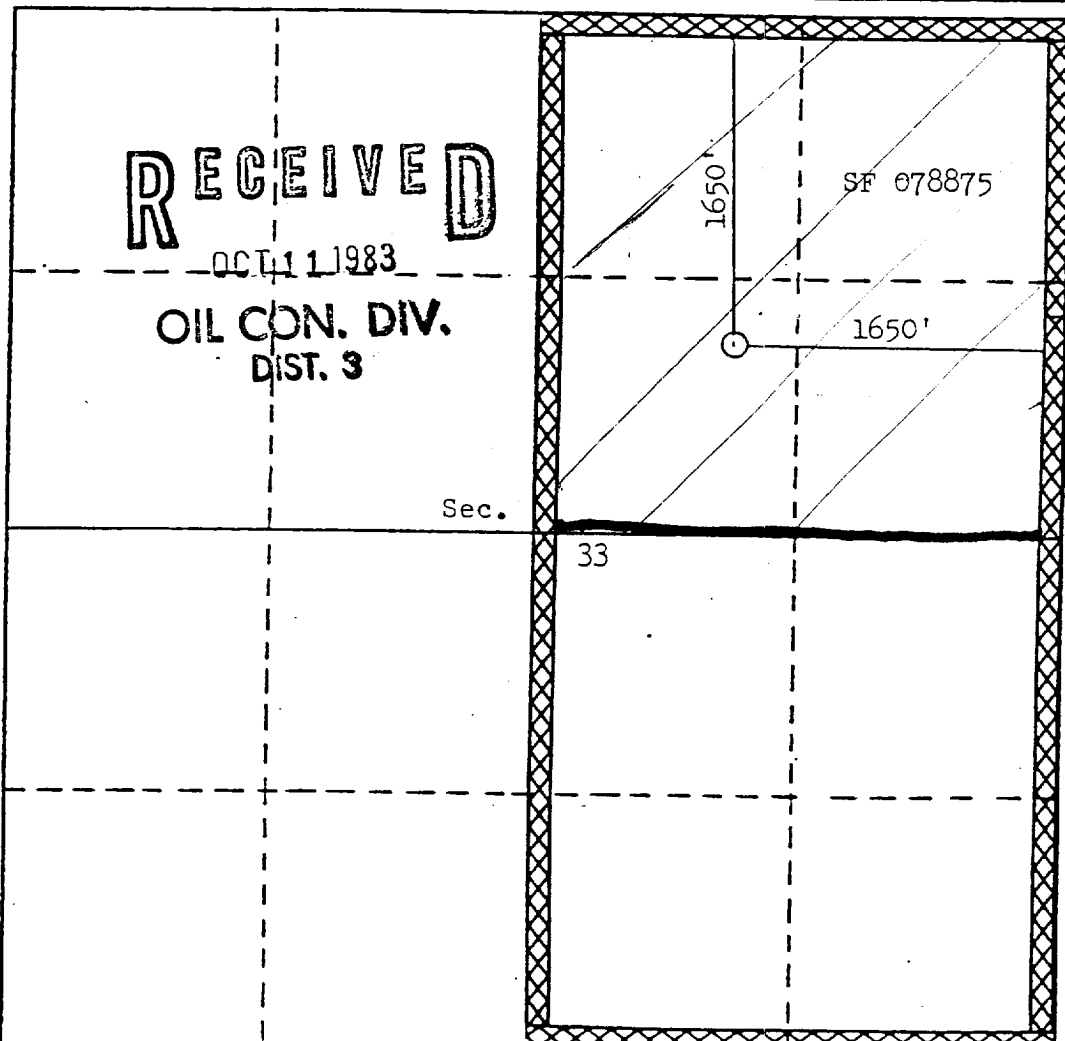 RECEIVED
OCT 11 1983
OIL CON. DIV.
DIST. 3
1650'
SF 078875
1650'
Sec.
33